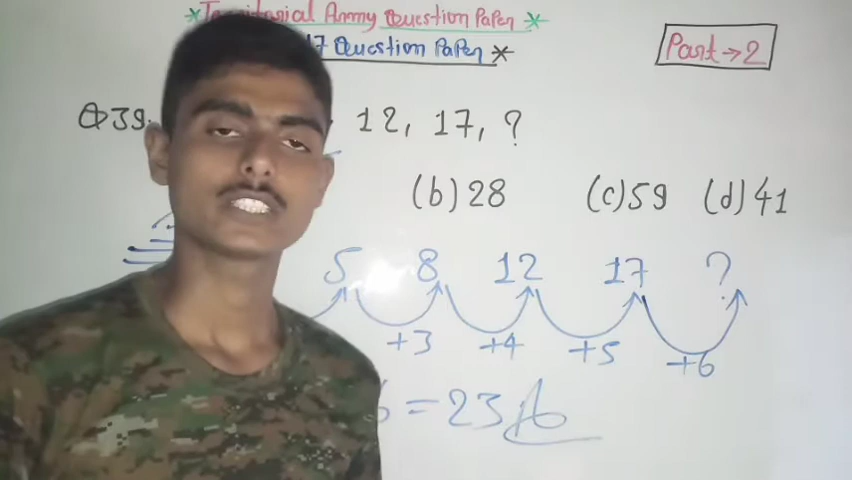 * Territorial Army Question Paper *
17 Question Paper *
Part → 2
Q39. 12, 17, ?
(b) 28 (c) 59 (d) 41
5 8 12 17 ?
+3 +4 +5 +6
= 23